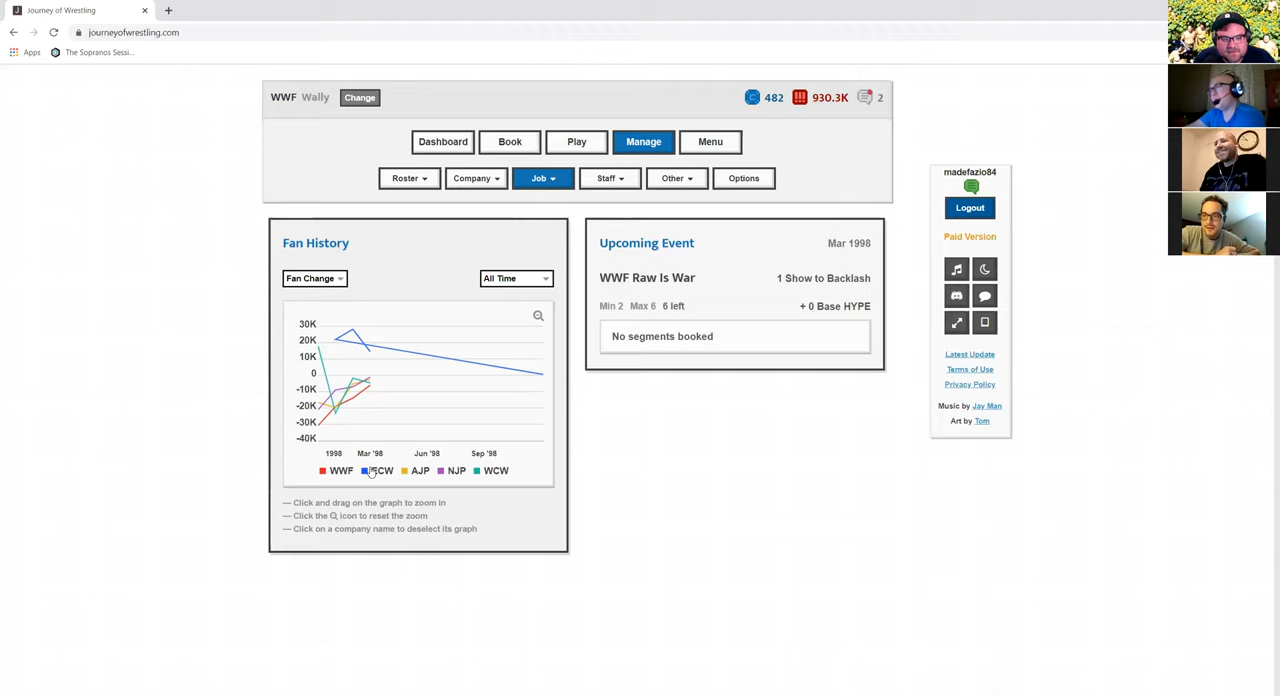 Journey of Wrestling
journeyofwrestling.com
Apps The Sopranos Sessi...
WWF Wally Change 482 930.3K 2
Dashboard Book Play Manage Menu
Roster Company Job Staff Other Options
Fan History
Fan Change All Time
30K
20K
10K
0
-10K
-20K
-30K
-40K
1998 Mar '98 Jun '98 Sep '98
WWF ECW AJP NJP WCW
— Click and drag on the graph to zoom in
— Click the icon to reset the zoom
— Click on a company name to deselect its graph
Upcoming Event Mar 1998
WWF Raw Is War 1 Show to Backlash
Min 2 Max 6 6 left + 0 Base HYPE
No segments booked
madefazio84
Logout
Paid Version
Latest Update
Terms of Use
Privacy Policy
Music by Jay Man
Art by Tom